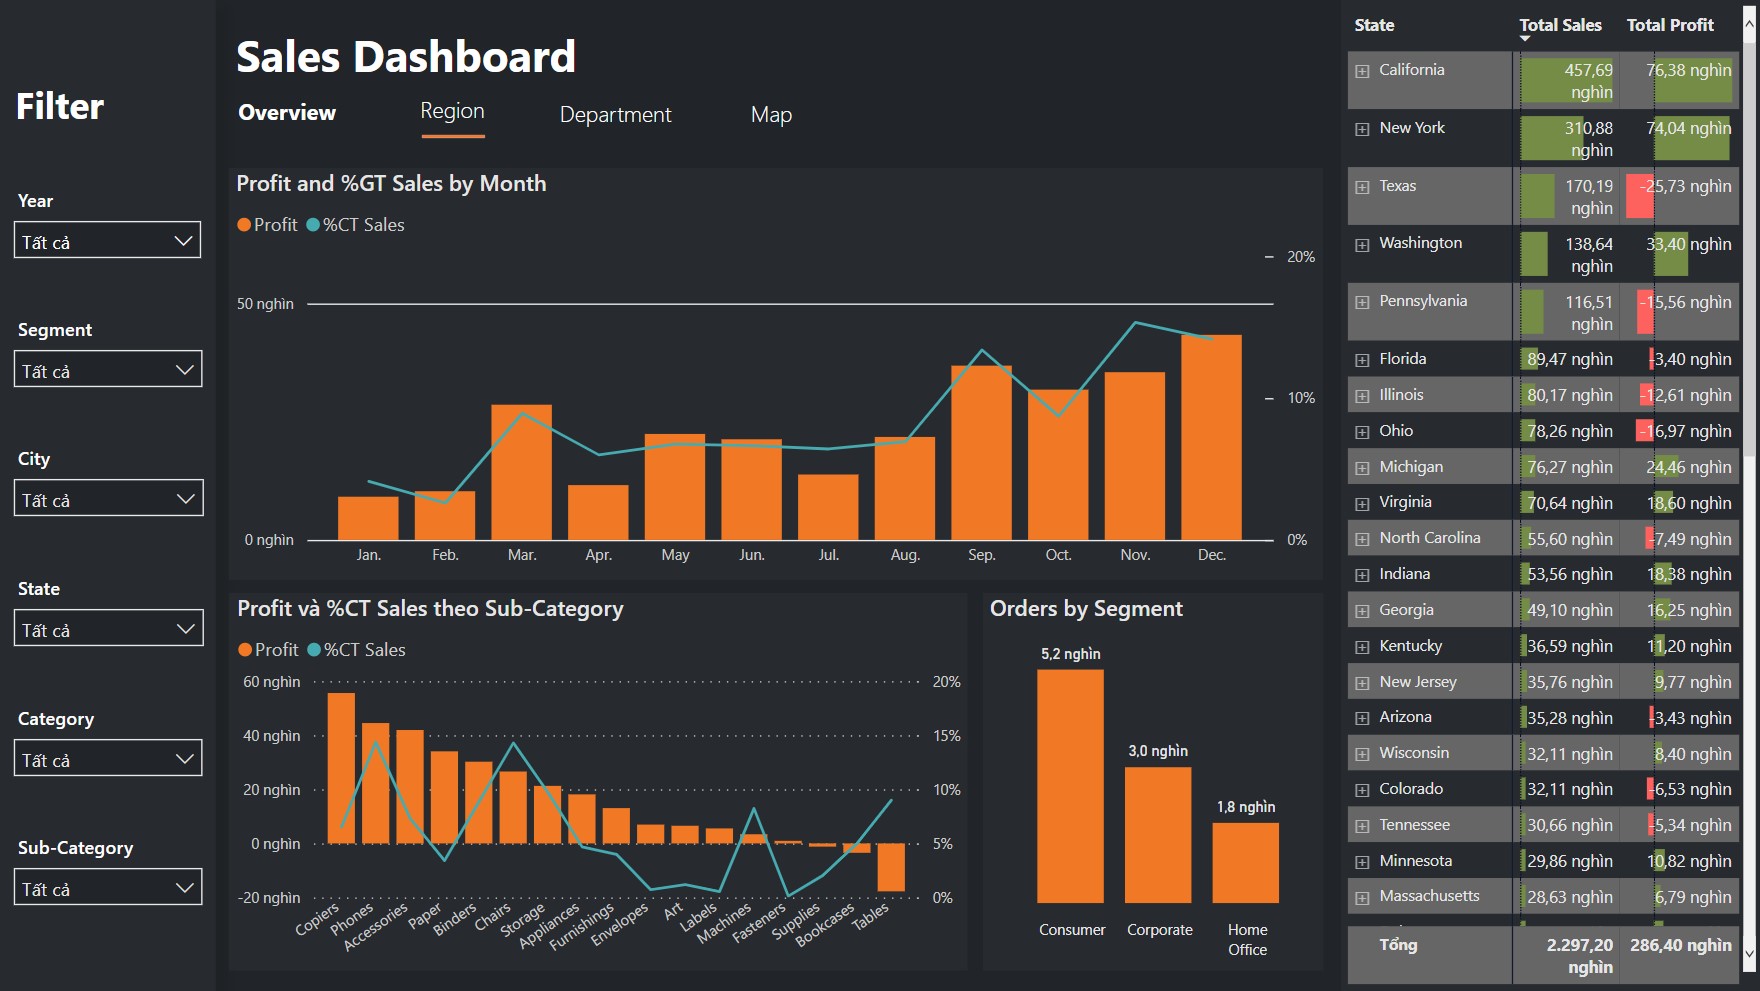 Sales Dashboard
Overview
Region
Department
Map
Filter
Year
Tất cả
Segment
Tất cả
City
Tất cả
State
Tất cả
Category
Tất cả
Sub-Category
Tất cả
Profit and %GT Sales by Month
Profit %CT Sales
20%
50 nghìn
10%
0 nghìn
0%
Jan. Feb. Mar. Apr. May Jun. Jul. Aug. Sep. Oct. Nov. Dec.
Profit và %CT Sales theo Sub-Category
Profit %CT Sales
60 nghìn 20%
40 nghìn 15%
20 nghìn 10%
0 nghìn 5%
-20 nghìn 0%
Copiers
Phones
Accessories
Paper
Binders
Chairs
Storage
Appliances
Furnishings
Envelopes
Art
Labels
Machines
Fasteners
Supplies
Bookcases
Tables
Orders by Segment
5,2 nghìn
3,0 nghìn
1,8 nghìn
Consumer
Corporate
Home
Office
State Total Sales Total Profit
California 457,69 nghìn 76,38 nghìn
New York 310,88 nghìn 74,04 nghìn
Texas 170,19 nghìn -25,73 nghìn
Washington 138,64 nghìn 33,40 nghìn
Pennsylvania 116,51 nghìn -15,56 nghìn
Florida 89,47 nghìn -3,40 nghìn
Illinois 80,17 nghìn -12,61 nghìn
Ohio 78,26 nghìn -16,97 nghìn
Michigan 76,27 nghìn 24,46 nghìn
Virginia 70,64 nghìn 18,60 nghìn
North Carolina 55,60 nghìn -7,49 nghìn
Indiana 53,56 nghìn 18,38 nghìn
Georgia 49,10 nghìn 16,25 nghìn
Kentucky 36,59 nghìn 11,20 nghìn
New Jersey 35,76 nghìn 9,77 nghìn
Arizona 35,28 nghìn -3,43 nghìn
Wisconsin 32,11 nghìn 8,40 nghìn
Colorado 32,11 nghìn -6,53 nghìn
Tennessee 30,66 nghìn -5,34 nghìn
Minnesota 29,86 nghìn 10,82 nghìn
Massachusetts 28,63 nghìn 6,79 nghìn
Tổng 2.297,20 nghìn 286,40 nghìn